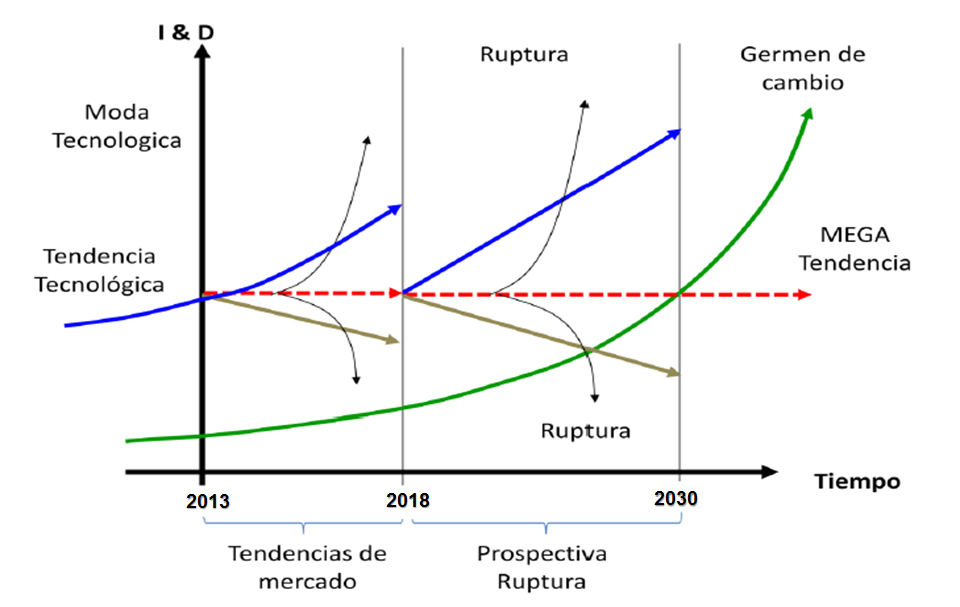 I & D
Ruptura
Germen de
cambio
Moda
Tecnologica
Tendencia
Tecnológica
MEGA
Tendencia
Ruptura
Tiempo
2013
2018
2030
Tendencias de
mercado
Prospectiva
Ruptura